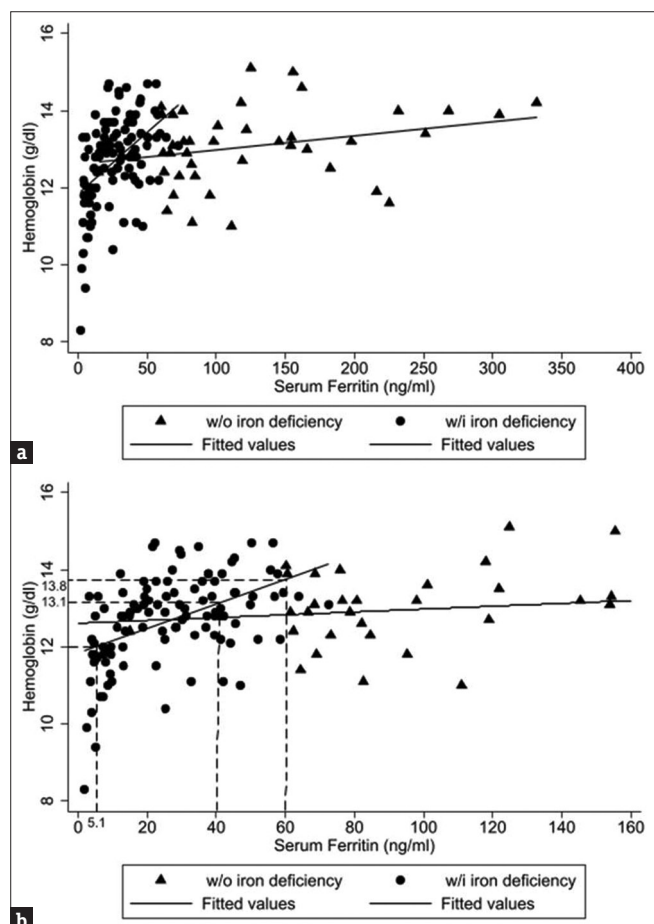 16
14
12
10
8
Hemoglobin (g/dl)
0 50 100 150 200 250 300 350 400
Serum Ferritin (ng/ml)
w/o iron deficiency w/i iron deficiency
Fitted values Fitted values
a
16
14
13.8
13.1
12
10
8
Hemoglobin (g/dl)
0 5.1 20 40 60 80 100 120 140 160
Serum Ferritin (ng/ml)
w/o iron deficiency w/i iron deficiency
Fitted values Fitted values
b